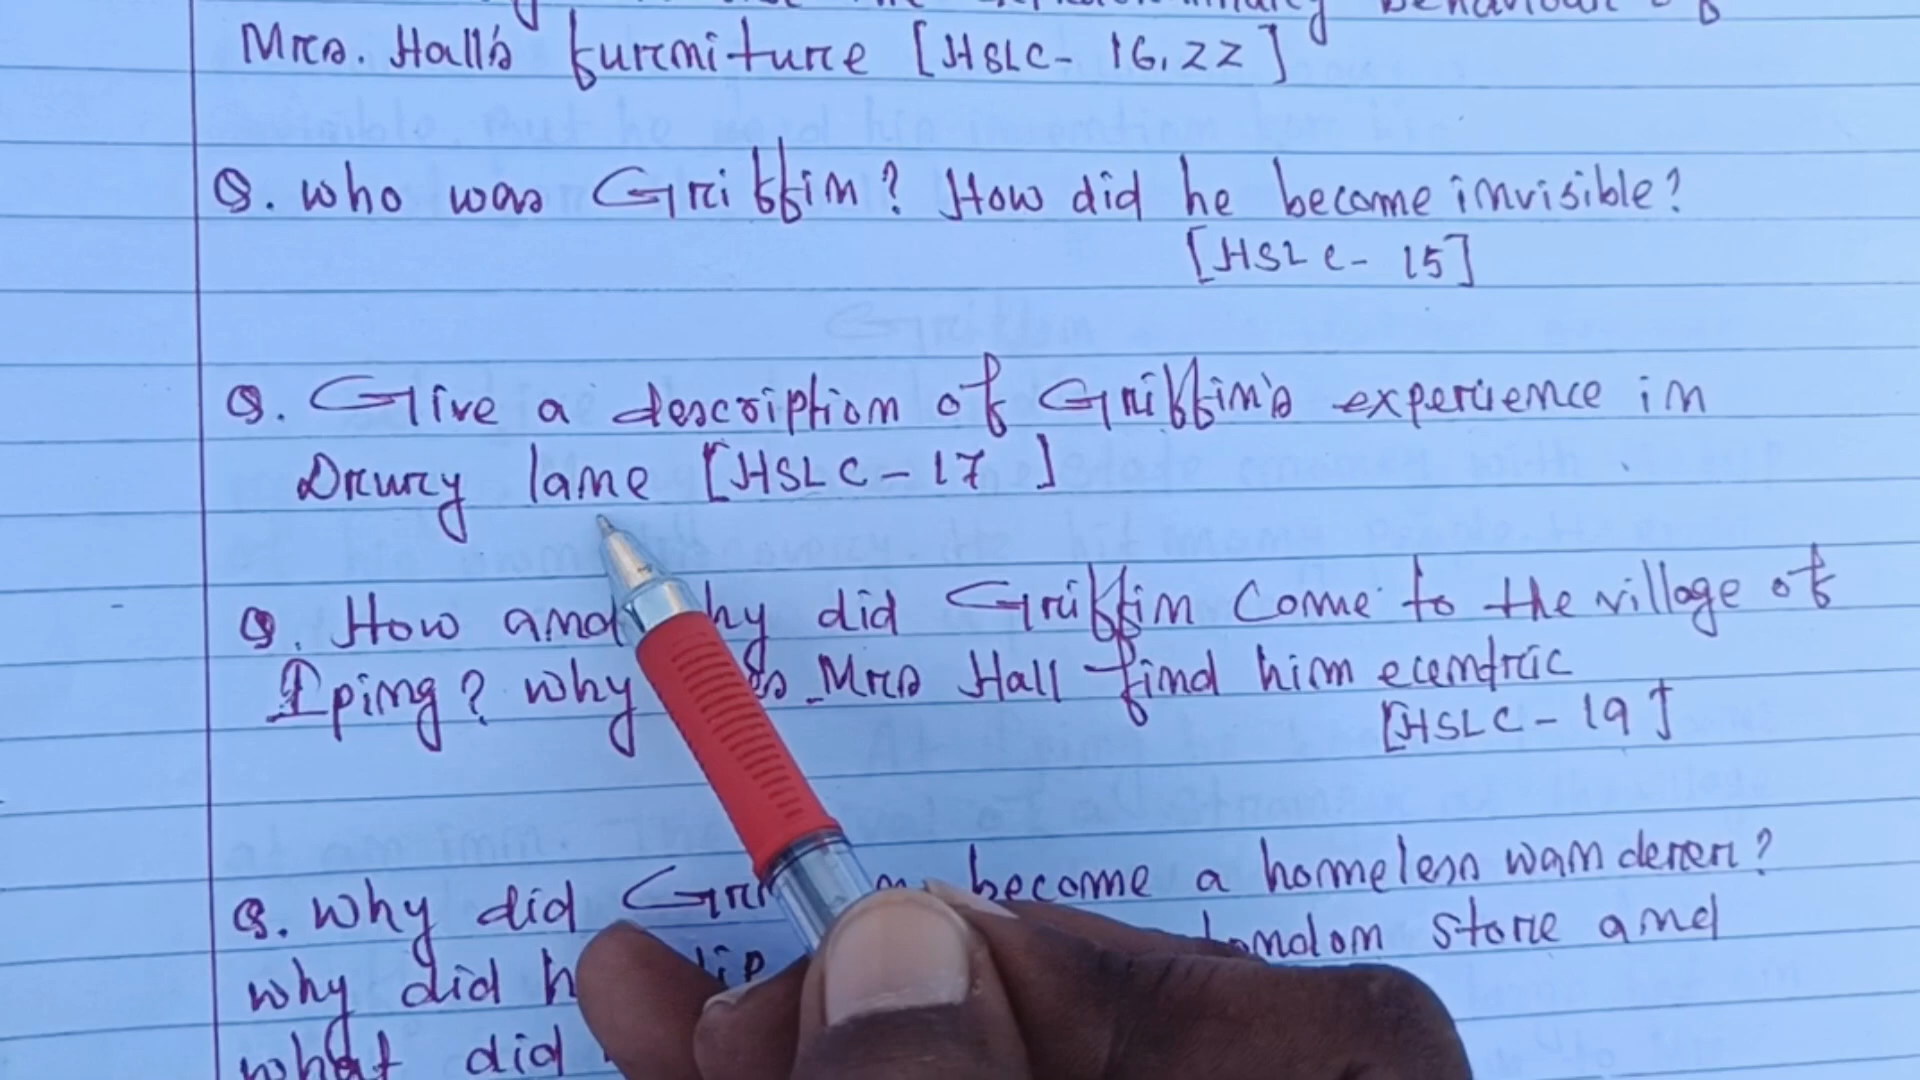 Mrs. Hall's furniture [HSLC- 16, 22]
Q. who was Griffin? How did he become invisible?
[HSLC- 15]
Q. Give a description of Griffin's experience in
Drury lane [HSLC-17]
Q. How and hy did Griffin Come to the village of
Iping? why Mrs Hall find him ecentric
[HSLC-19]
Q. Why did become a homeless wanderer?
why did London store and
what did